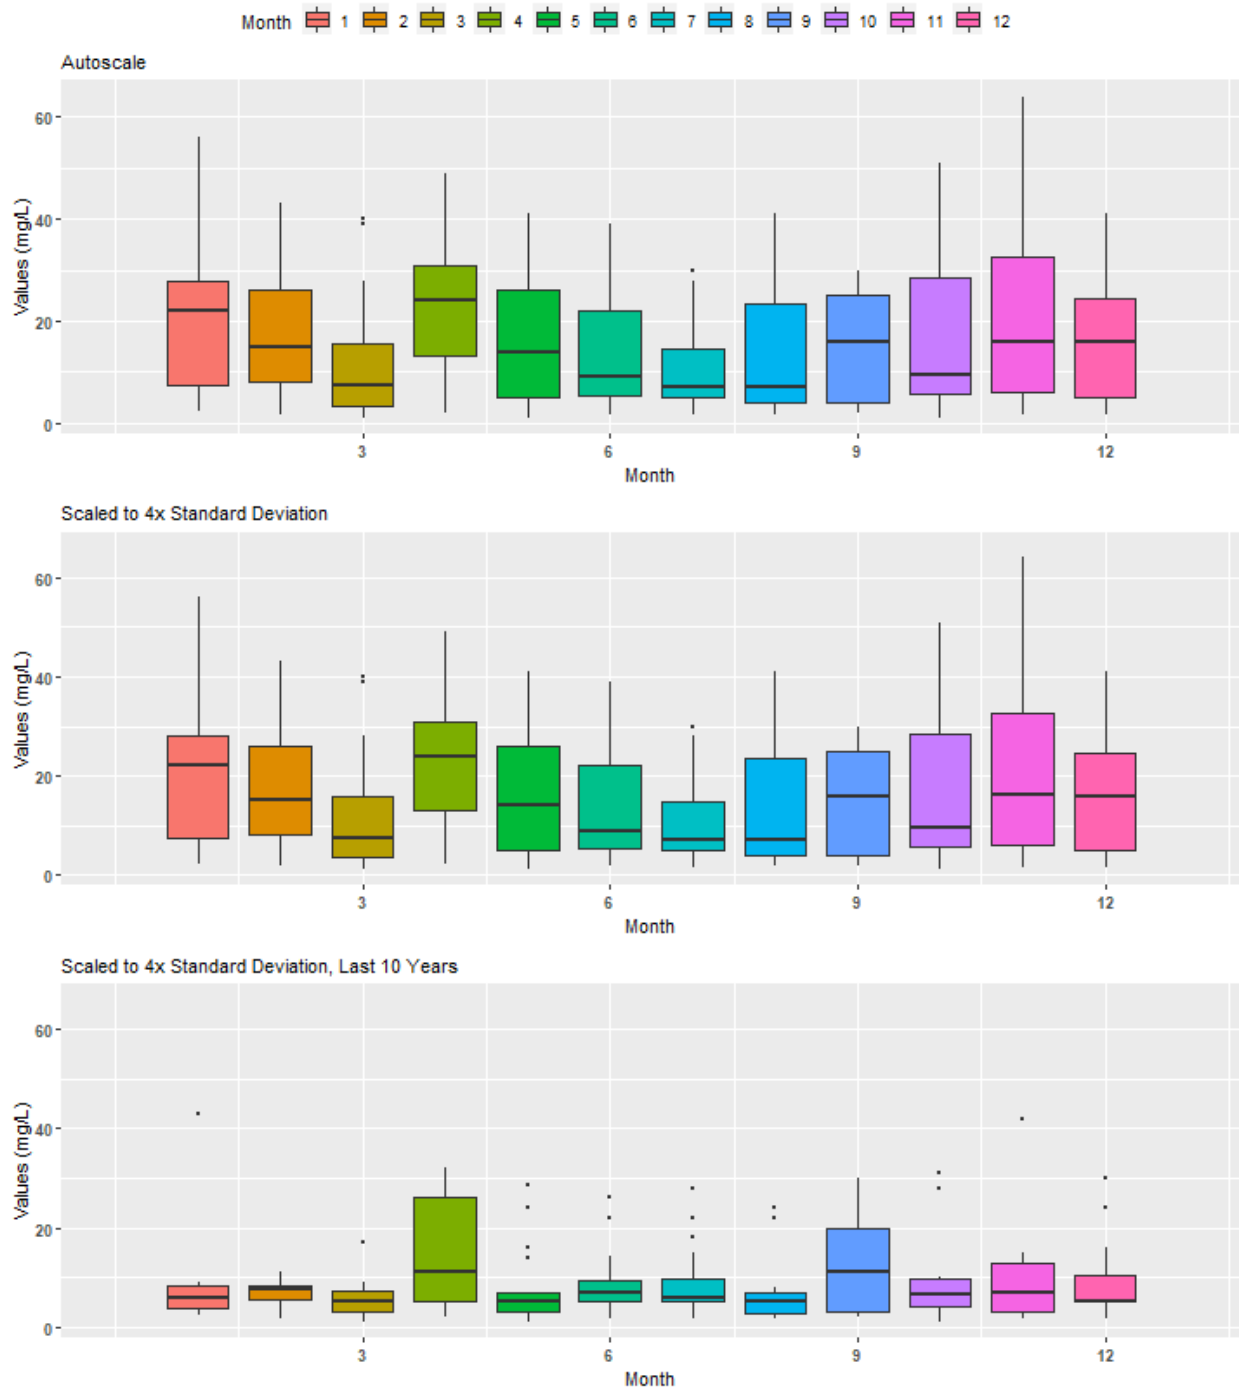 Month 1 2 3 4 5 6 7 8 9 10 11 12
Autoscale
Values (mg/L)
60
40
20
0
3 6 9 12
Month
Scaled to 4x Standard Deviation
Values (mg/L)
60
40
20
0
3 6 9 12
Month
Scaled to 4x Standard Deviation, Last 10 Years
Values (mg/L)
60
40
20
0
3 6 9 12
Month